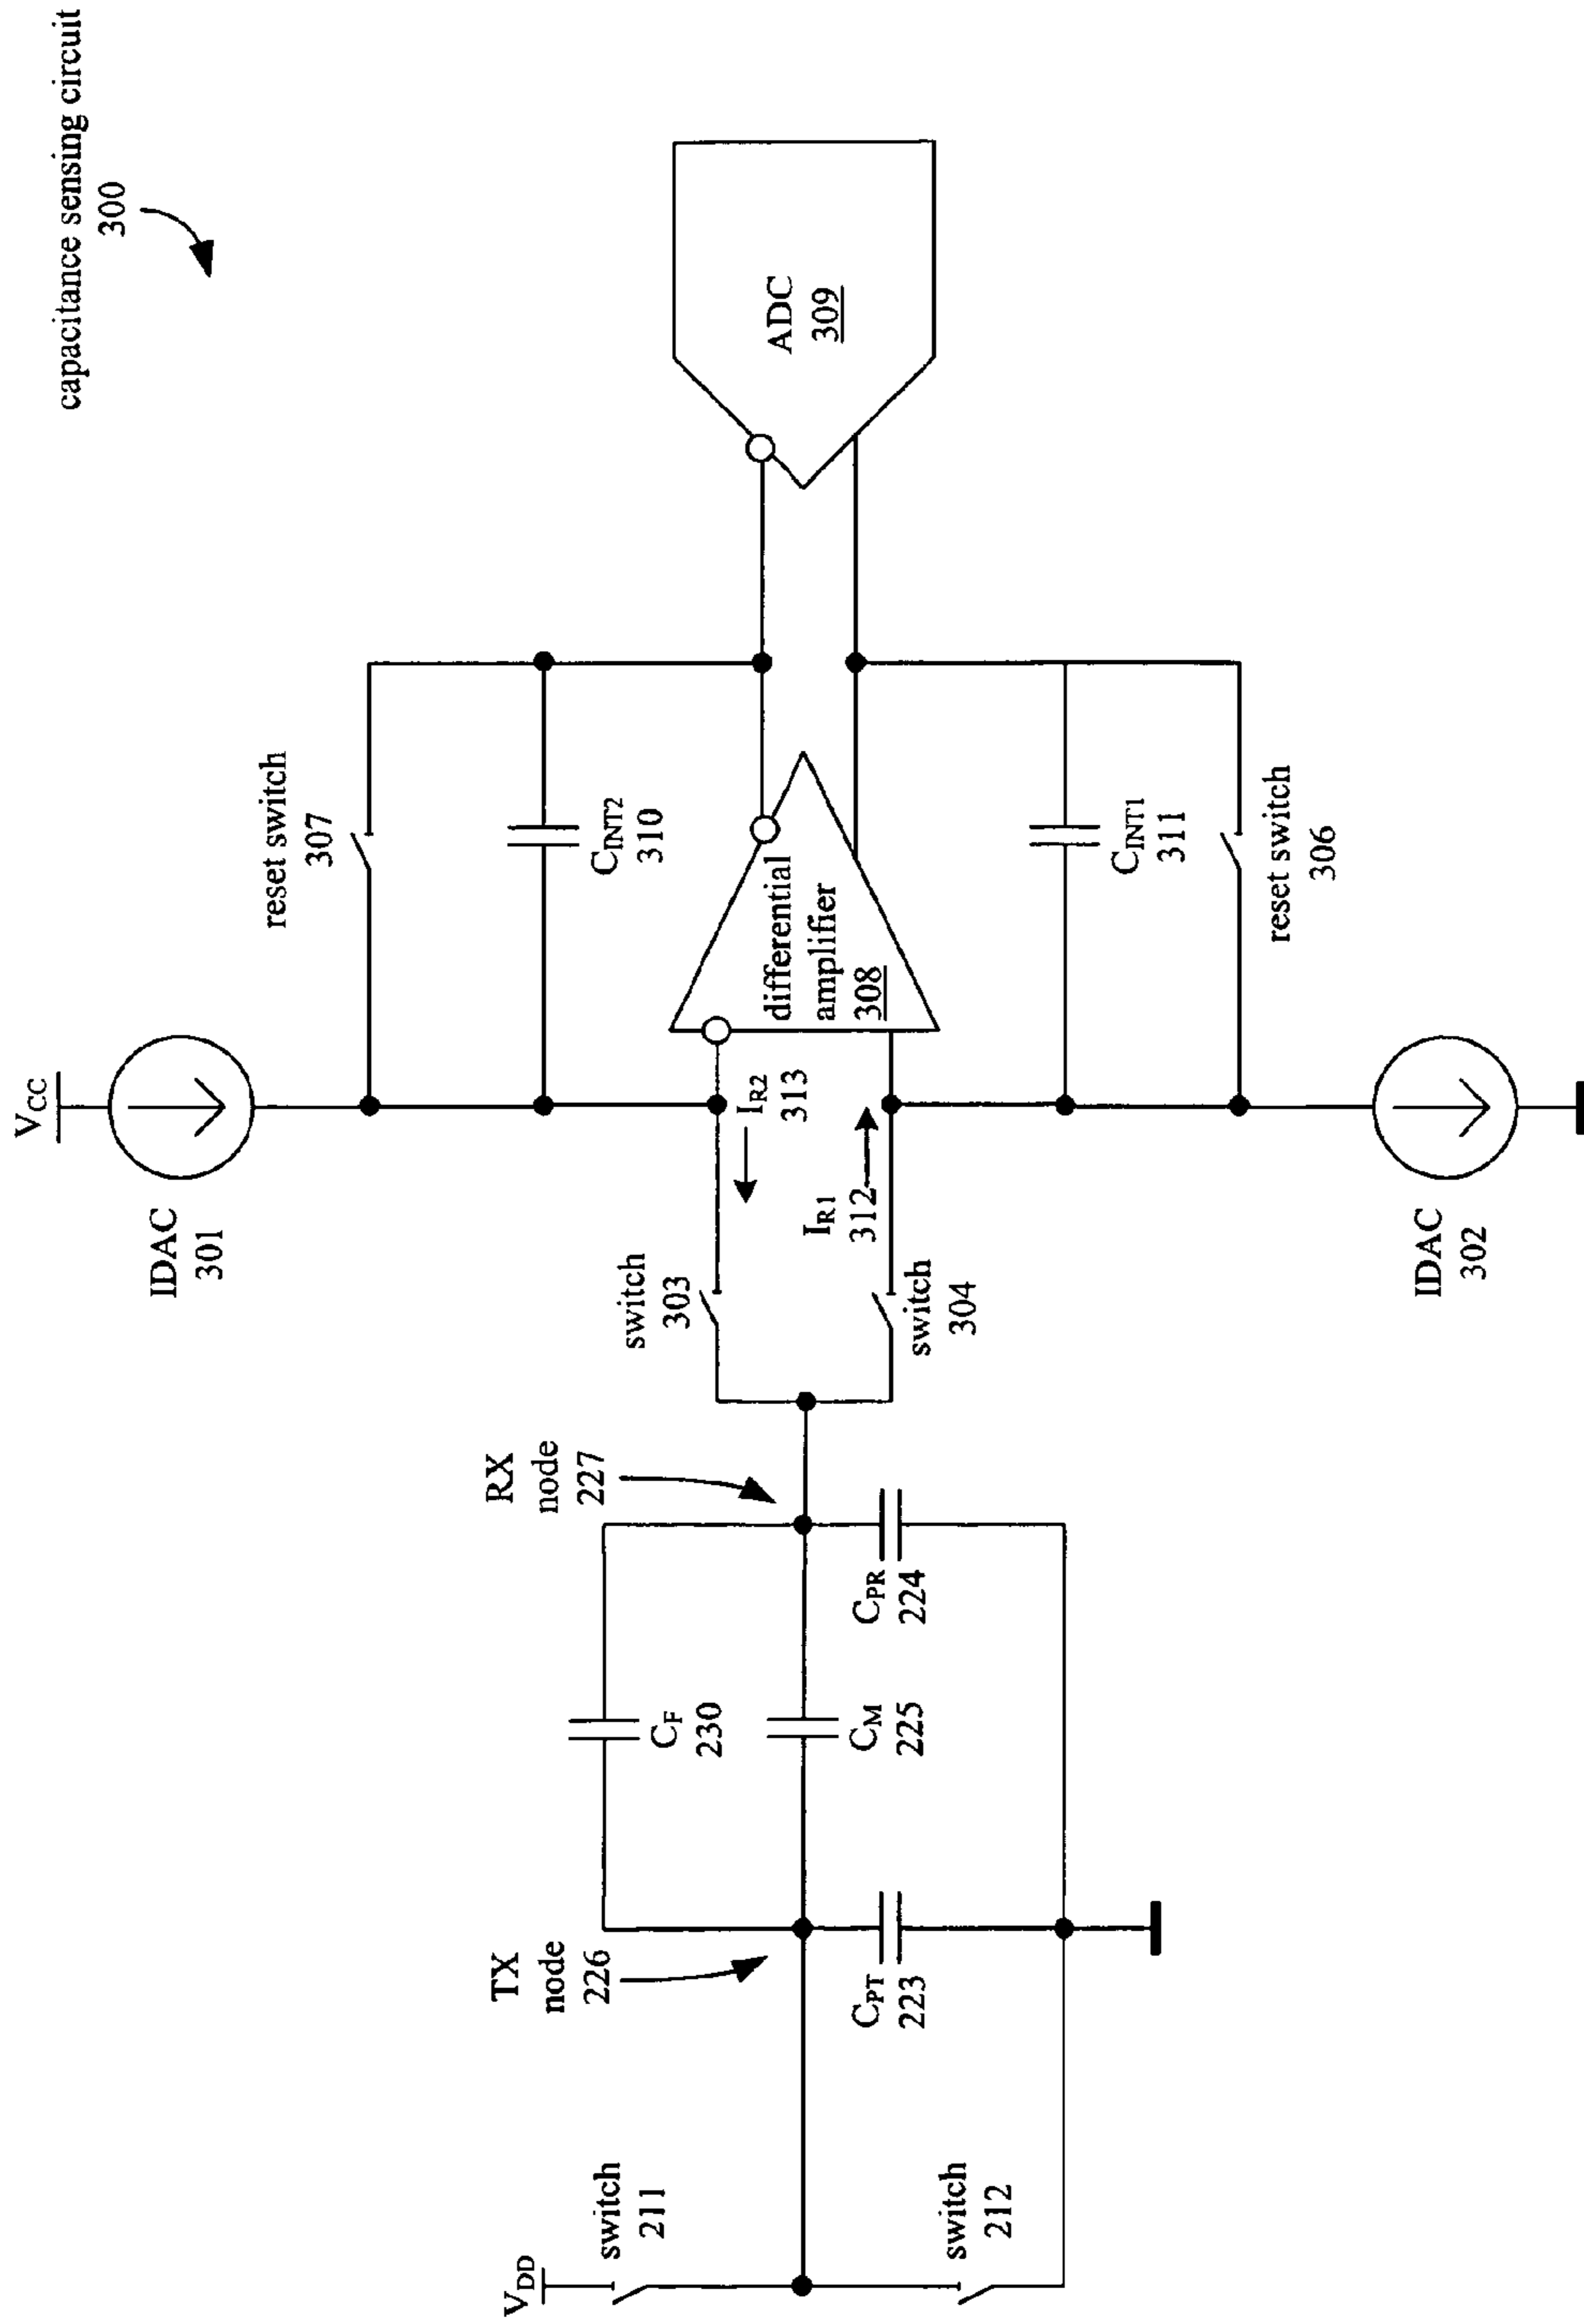 capacitance sensing circuit
300
V_CC
IDAC
301
reset switch
307
C_INT2
310
differential
amplifier
308
ADC
309
I_R2
313
I_R1
312
switch
303
switch
304
C_INT1
311
reset switch
306
IDAC
302
RX
node
227
C_F
230
C_M
225
C_PR
224
TX
node
226
C_PT
223
V_DD
switch
211
switch
212